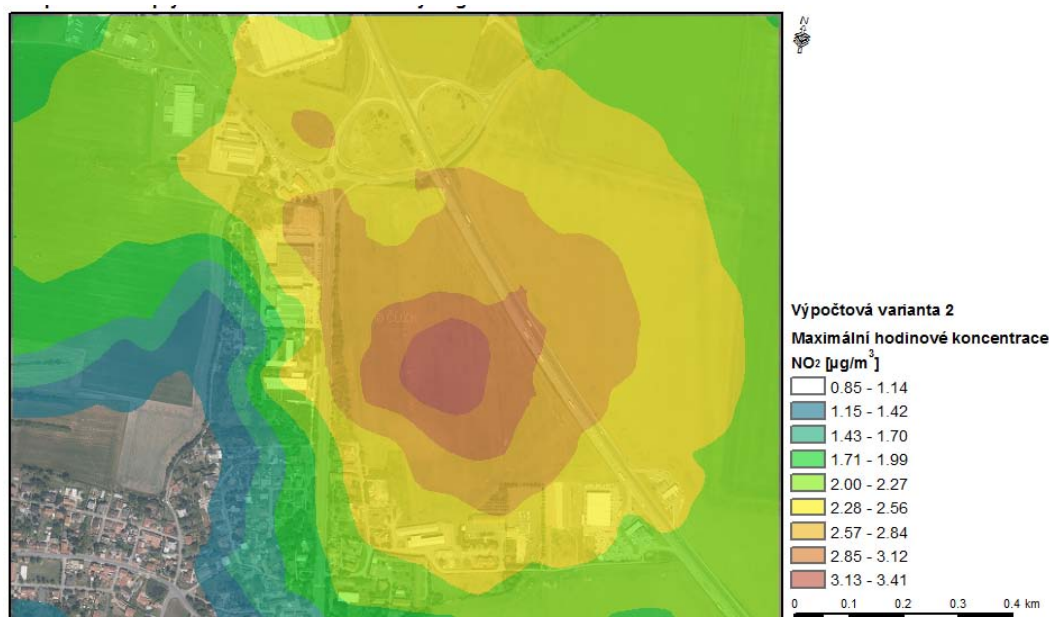 N
Výpočtová varianta 2
Maximální hodinové koncentrace
NO₂ [µg/m³]
0.85 - 1.14
1.15 - 1.42
1.43 - 1.70
1.71 - 1.99
2.00 - 2.27
2.28 - 2.56
2.57 - 2.84
2.85 - 3.12
3.13 - 3.41
0 0.1 0.2 0.3 0.4 km